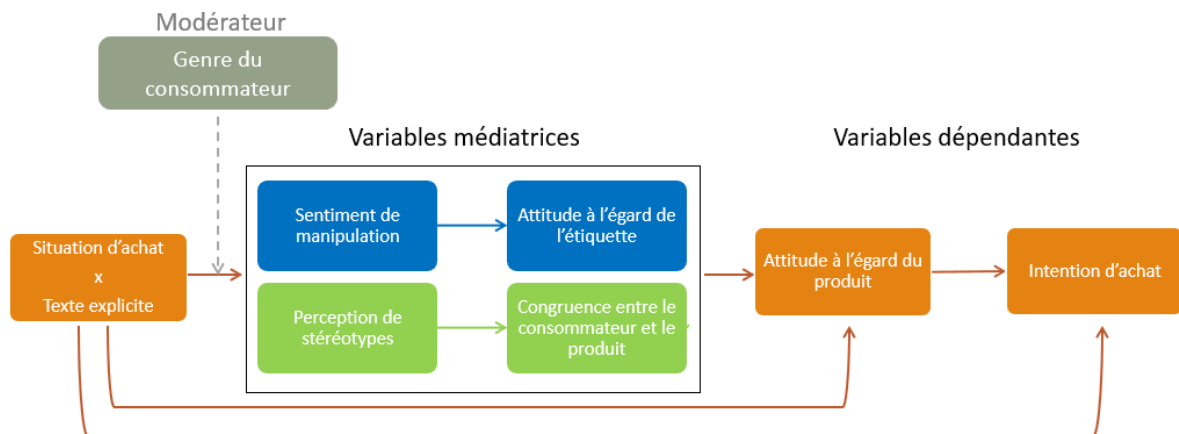 Modérateur
Genre du
consommateur
Variables médiatrices
Variables dépendantes
Situation d'achat
x
Texte explicite
Sentiment de
manipulation
Attitude à l'égard de
l'étiquette
Perception de
stéréotypes
Congruence entre le
consommateur et le
produit
Attitude à l'égard du
produit
Intention d'achat